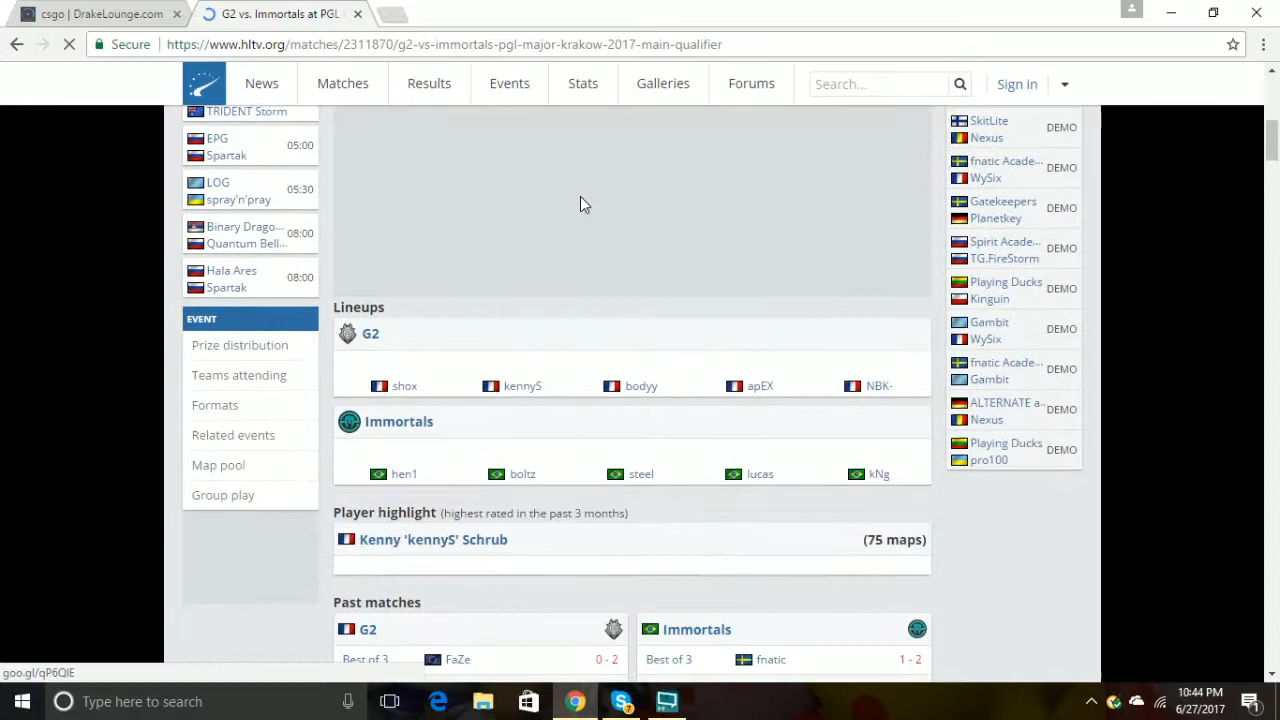 csgo | DrakeLounge.com
G2 vs. Immortals at PGL
Secure https://www.hltv.org/matches/2311870/g2-vs-immortals-pgl-major-krakow-2017-main-qualifier
News Matches Results Events Stats Galleries Forums Search... Sign in
TRIDENT Storm
EPG
Spartak
05:00
LOG
spray'n'pray
05:30
Binary Drago...
Quantum Bell...
08:00
Hala Ares
Spartak
08:00
EVENT
Prize distribution
Teams attending
Formats
Related events
Map pool
Group play
Lineups
G2
shox kennyS bodyy apEX NBK-
Immortals
hen1 boltz steel lucas kNg
Player highlight (highest rated in the past 3 months)
Kenny 'kennyS' Schrub (75 maps)
Past matches
G2
Best of 3 FaZe 0 - 2
Immortals
Best of 3 fnatic 1 - 2
SkitLite
Nexus
DEMO
fnatic Acade...
WySix
DEMO
Gatekeepers
Planetkey
DEMO
Spirit Acade...
TG.FireStorm
DEMO
Playing Ducks
Kinguin
DEMO
Gambit
WySix
DEMO
fnatic Acade...
Gambit
DEMO
ALTERNATE a...
Nexus
DEMO
Playing Ducks
pro100
DEMO
goo.gl/qP6QIE
Type here to search
10:44 PM
6/27/2017